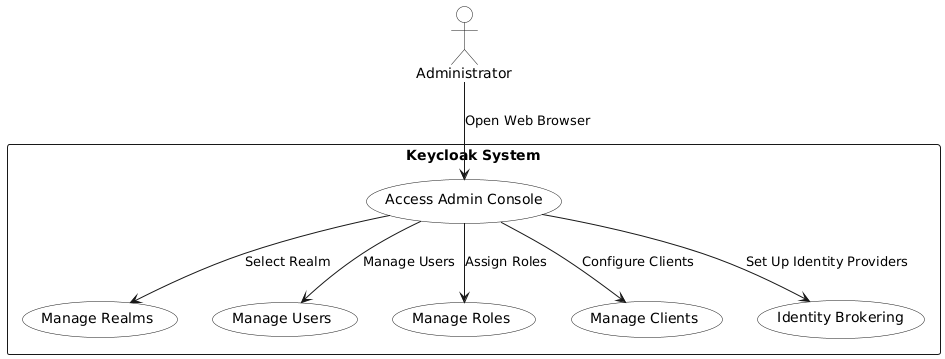 Administrator
Open Web Browser
Keycloak System
Access Admin Console
Select Realm
Manage Users
Assign Roles
Configure Clients
Set Up Identity Providers
Manage Realms
Manage Users
Manage Roles
Manage Clients
Identity Brokering